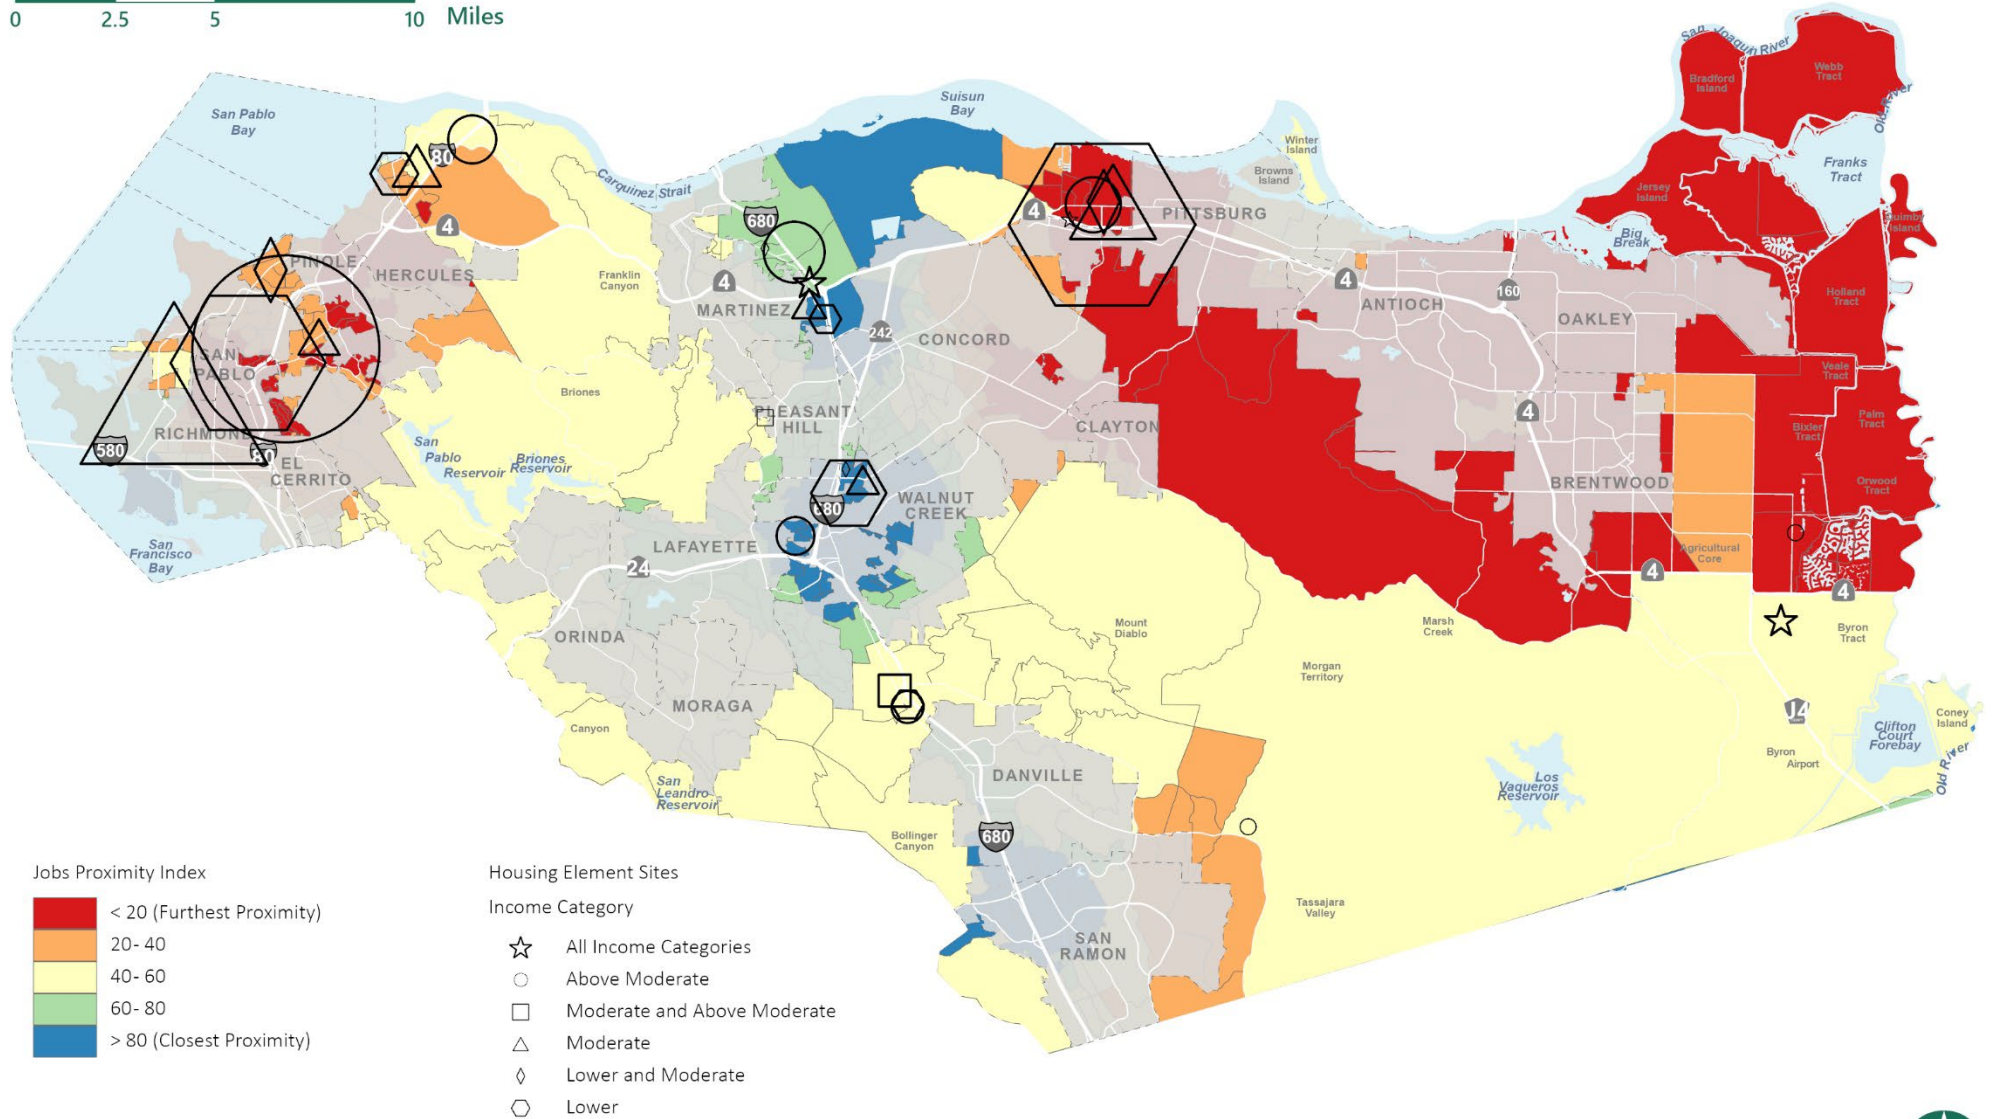 0 2.5 5 10 Miles
San Joaquin River
Bradford
Island
Webb
Tract
Old River
San Pablo
Bay
Suisun
Bay
Winter
Island
Browns
Island
Franks
Tract
Jersey
Island
Quimby
Island
Big
Break
Carquinez Strait
80
4
680
4
PITTSBURG
PINOLE
HERCULES
Franklin
Canyon
4
MARTINEZ
242
CONCORD
4
ANTIOCH
160
OAKLEY
Holland
Tract
SAN
PABLO
Briones
PLEASANT
HILL
CLAYTON
4
Veale
Tract
Palm
Tract
Bixler
Tract
RICHMOND
580
80
EL
CERRITO
San
Pablo
Reservoir
Briones
Reservoir
680
WALNUT
CREEK
BRENTWOOD
Orwood
Tract
San
Francisco
Bay
24
LAFAYETTE
Agricultural
Core
4
4
ORINDA
Mount
Diablo
Marsh
Creek
Byron
Tract
Morgan
Territory
MORAGA
Canyon
J4
Coney
Island
Clifton
Court
Forebay
Old River
Byron
Airport
San
Leandro
Reservoir
DANVILLE
Los
Vaqueros
Reservoir
680
Bollinger
Canyon
Tassajara
Valley
SAN
RAMON
Jobs Proximity Index
< 20 (Furthest Proximity)
20- 40
40- 60
60- 80
> 80 (Closest Proximity)
Housing Element Sites
Income Category
All Income Categories
Above Moderate
Moderate and Above Moderate
Moderate
Lower and Moderate
Lower